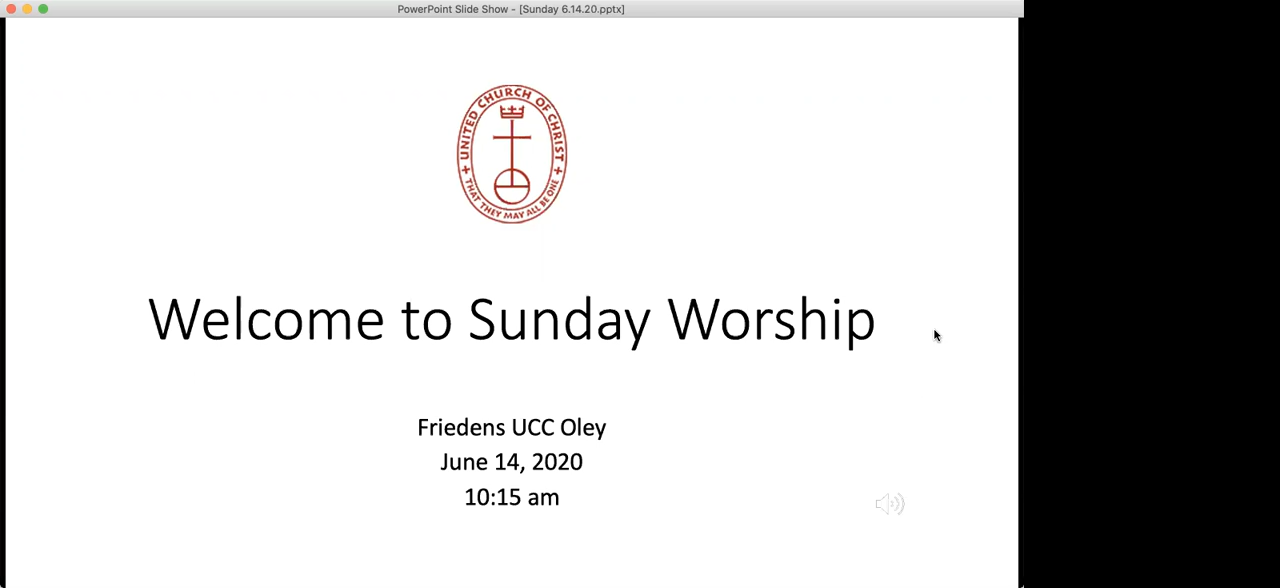 PowerPoint Slide Show - [Sunday 6.14.20.pptx]
UNITED CHURCH OF CHRIST
THAT THEY MAY ALL BE ONE
Welcome to Sunday Worship
Friedens UCC Oley
June 14, 2020
10:15 am